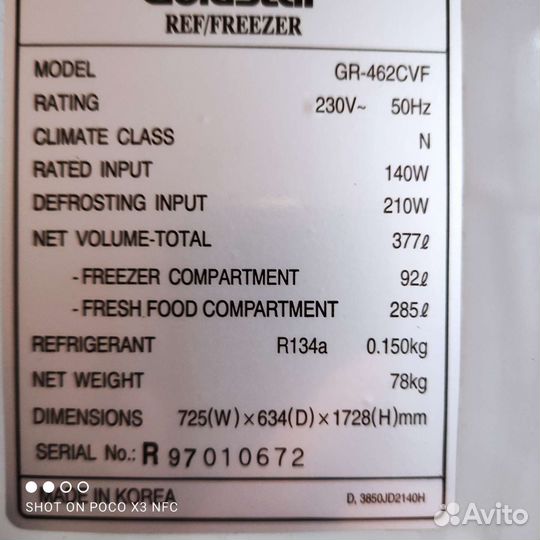 GoldStar
REF/FREEZER
MODEL GR-462CVF
RATING 230V~ 50Hz
CLIMATE CLASS N
RATED INPUT 140W
DEFROSTING INPUT 210W
NET VOLUME-TOTAL 377ℓ
-FREEZER COMPARTMENT 92ℓ
-FRESH FOOD COMPARTMENT 285ℓ
REFRIGERANT R134a 0.150kg
NET WEIGHT 78kg
DIMENSIONS 725(W)×634(D)×1728(H)mm
SERIAL No.: R 97010672
MADE IN KOREA D, 3850JD2140H
SHOT ON POCO X3 NFC
Avito